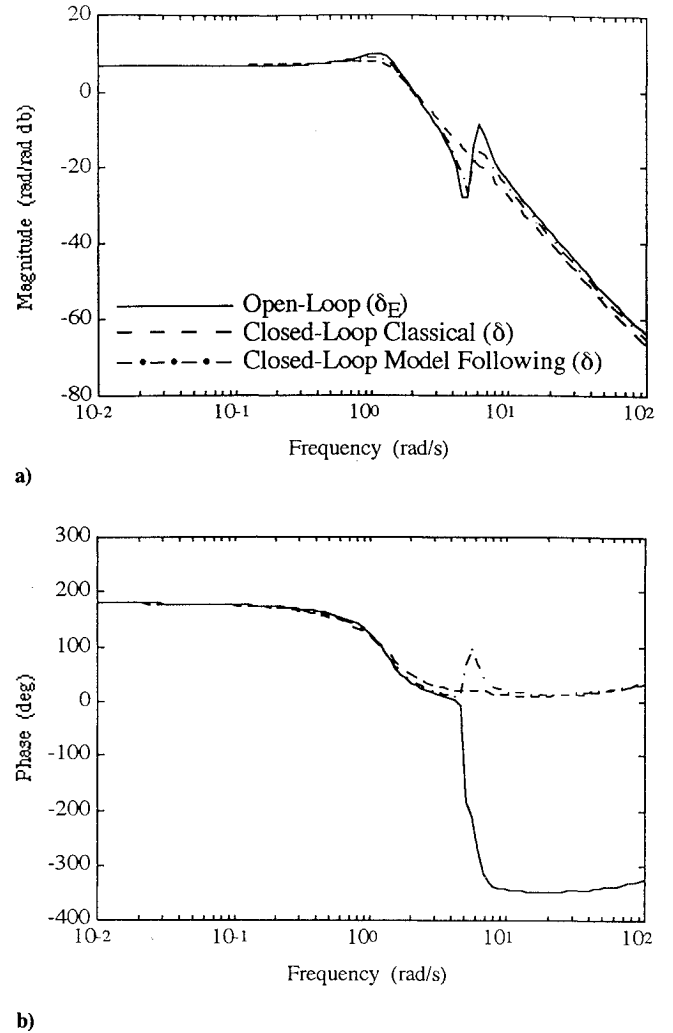 20
0
-20
-40
-60
-80
Magnitude (rad/rad db)
Open-Loop (δE)
Closed-Loop Classical (δ)
Closed-Loop Model Following (δ)
10-2 10-1 100 101 102
Frequency (rad/s)
a)
300
200
100
0
-100
-200
-300
-400
Phase (deg)
10-2 10-1 100 101 102
Frequency (rad/s)
b)